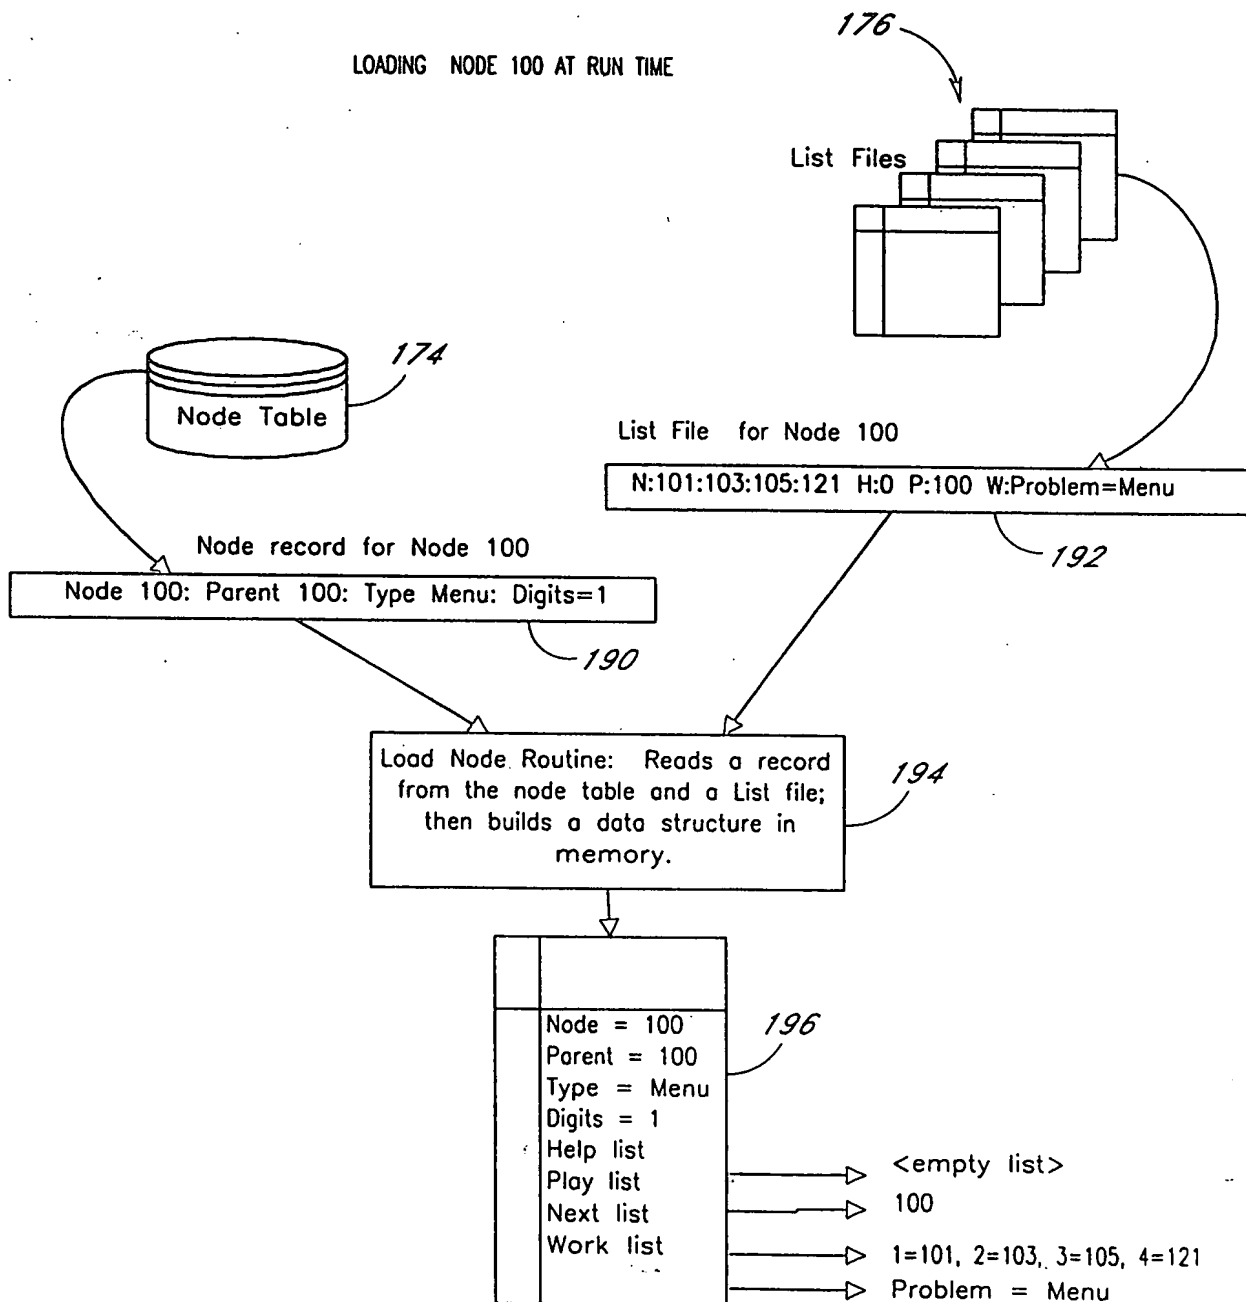 176
LOADING NODE 100 AT RUN TIME
List Files
174
Node Table
List File for Node 100
N:101:103:105:121 H:0 P:100 W:Problem=Menu
192
Node record for Node 100
Node 100: Parent 100: Type Menu: Digits=1
190
Load Node Routine: Reads a record
from the node table and a List file;
then builds a data structure in
memory.
194
Node = 100
Parent = 100
Type = Menu
Digits = 1
Help list
Play list
Next list
Work list
196
<empty list>
100
1=101, 2=103, 3=105, 4=121
Problem = Menu